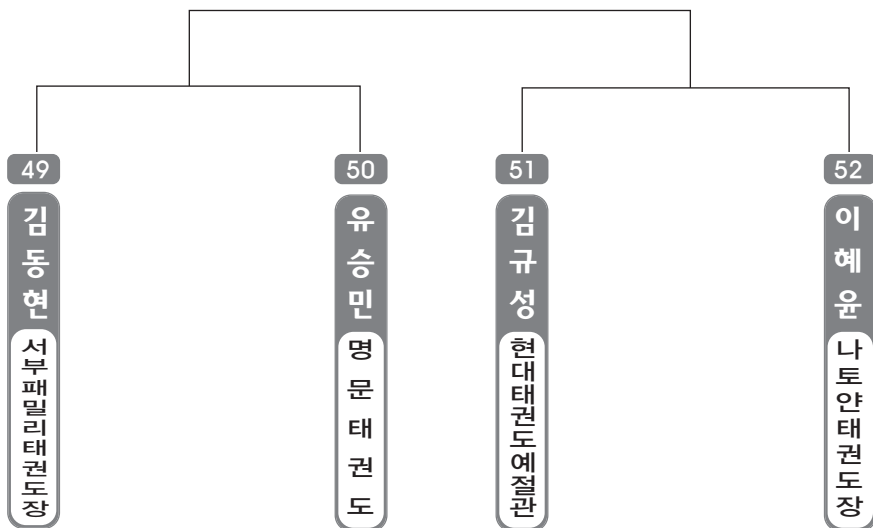 49
김동현
서부패밀리태권도장
50
유승민
명문태권도
51
김규성
현대태권도예절관
52
이혜윤
나토얀태권도장